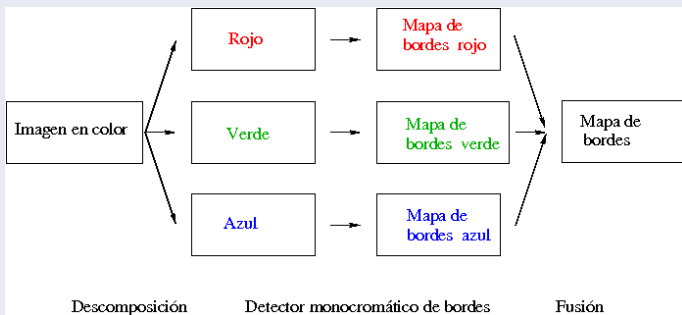 Rojo
Mapa de
bordes rojo
Imagen en color
Verde
Mapa de
bordes verde
Mapa de
bordes
Azul
Mapa de
bordes azul
Descomposición
Detector monocromático de bordes
Fusión